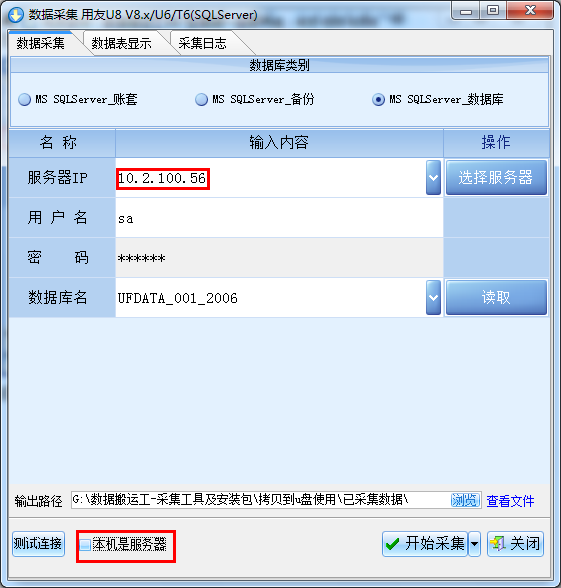 数据采集 用友U8 V8.x/U6/T6(SQLServer)
数据采集 数据表显示 采集日志
数据库类别
MS SQLServer_账套 MS SQLServer_备份 MS SQLServer_数据库
名 称 输入内容 操作
服务器IP 10.2.100.56 选择服务器
用 户 名 sa
密 码 ******
数据库名 UFDATA_001_2006 读取
输出路径 G:\数据搬运工-采集工具及安装包\拷贝到u盘使用\已采集数据\ 浏览 查看文件
测试连接 本机是服务器 开始采集 关闭